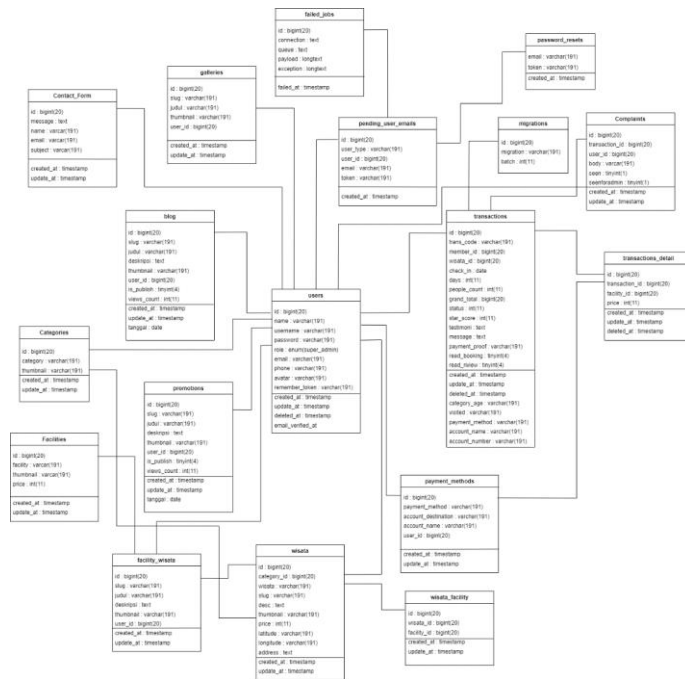 failed_jobs
id : bigint(20)
connection : text
queue : text
payload : longtext
exception : longtext
failed_at : timestamp
password_resets
email : varchar(191)
token : varchar(191)
created_at : timestamp
galleries
id : bigint(20)
slug : varchar(191)
judul : varchar(191)
thumbnail : varchar(191)
user_id : bigint(20)
created_at : timestamp
update_at : timestamp
Contact_Form
id : bigint(20)
message : text
name : varcar(191)
email : varcar(191)
subject : varcar(191)
created_at : timestamp
update_at : timestamp
pending_user_emails
id : bigint(20)
user_type : varchar(191)
user_id : bigint(20)
email : varchar(191)
token : varchar(191)
created_at : timestamp
migrations
id : bigint(20)
migration : varchar(191)
batch : int(11)
Complaints
id : bigint(20)
transaction_id : bigint(20)
user_id : bigint(20)
body : varcar(191)
seen : tinyint(1)
seenforadmin : tinyint(1)
created_at : timestamp
update_at : timestamp
blog
id : bigint(20)
slug : varchar(191)
judul : varchar(191)
deskripsi : text
thumbnail : varchar(191)
user_id : bigint(20)
is_publish : tinyint(4)
views_count : int(11)
created_at : timestamp
update_at : timestamp
tanggal : date
transactions
id : bigint(20)
trans_code : varchar(191)
member_id : bigint(20)
wisata_id : bigint(20)
check_in : date
days : int(11)
people_count : int(11)
grand_total : bigint(20)
status : int(11)
star_score : int(11)
testimoni : text
message : text
payment_proof : varchar(191)
read_booking : tinyint(4)
read_riview : tinyint(4)
created_at : timestamp
update_at : timestamp
deleted_at : timestamp
category_age : varchar(191)
visited : varchar(191)
payment_method : varchar(191)
account_name : varchar(191)
account_number : varchar(191)
transactions_detail
id : bigint(20)
transaction_id : bigint(20)
facility_id : bigint(20)
price : int(11)
created_at : timestamp
update_at : timestamp
deleted_at : timestamp
users
id : bigint(20)
name : varchar(191)
username : varchar(191)
password : varchar(191)
role : enum(super_admin)
email : varchar(191)
phone : varchar(191)
avatar : varchar(191)
remember_token : varchar(191)
created_at : timestamp
update_at : timestamp
deleted_at : timestamp
email_verified_at
Categories
id : bigint(20)
category : varchar(191)
thumbnail : varchar(191)
created_at : timestamp
update_at : timestamp
promotions
id : bigint(20)
slug : varchar(191)
judul : varchar(191)
deskripsi : text
thumbnail : varchar(191)
user_id : bigint(20)
is_publish : tinyint(4)
views_count : int(11)
created_at : timestamp
update_at : timestamp
tanggal : date
Facilities
id : bigint(20)
facility : varcar(191)
thumbnail : varcar(191)
price : int(11)
created_at : timestamp
update_at : timestamp
payment_methods
id : bigint(20)
payment_method : varchar(191)
account_destination : varchar(191)
account_name : varchar(191)
user_id : bigint(20)
created_at : timestamp
update_at : timestamp
facility_wisata
id : bigint(20)
slug : varchar(191)
judul : varchar(191)
deskripsi : text
thumbnail : varchar(191)
user_id : bigint(20)
created_at : timestamp
update_at : timestamp
wisata
id : bigint(20)
category_id : bigint(20)
wisata : varchar(191)
slug : varchar(191)
desc : text
thumbnail : varchar(191)
price : int(11)
latitude : varchar(191)
longitude : varchar(191)
address : text
created_at : timestamp
update_at : timestamp
wisata_facility
id : bigint(20)
wisata_id : bigint(20)
facility_id : bigint(20)
created_at : timestamp
update_at : timestamp